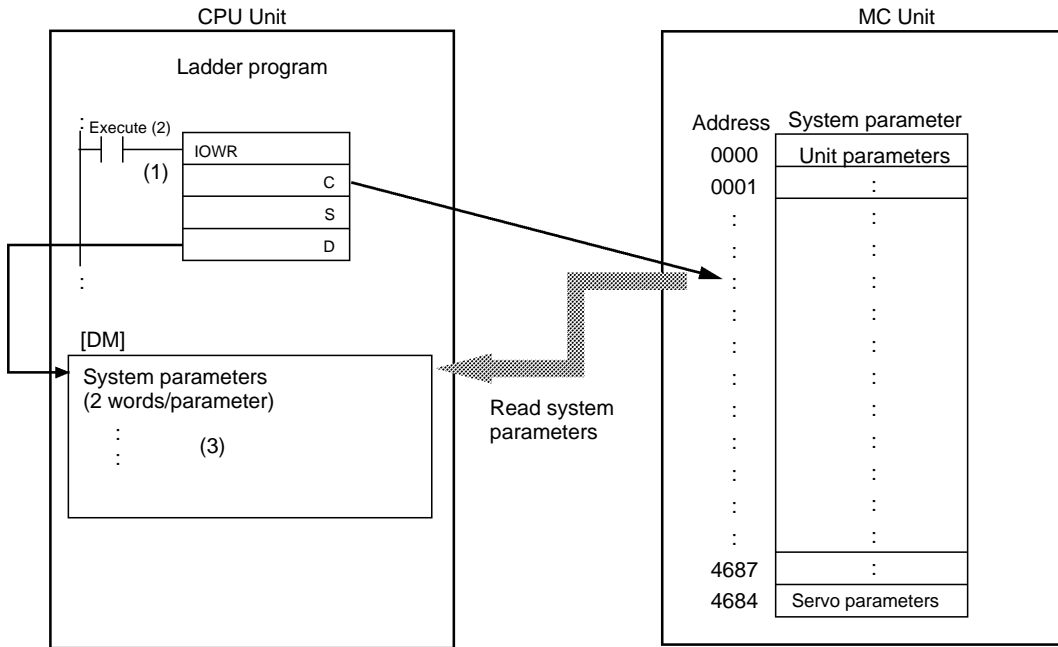 CPU Unit
Ladder program
:
Execute (2)
IOWR
(1)
C
S
D
:
[DM]
System parameters
(2 words/parameter)
:
(3)
:
Read system
parameters
MC Unit
Address System parameter
0000 Unit parameters
0001 :
: :
: :
: :
: :
: :
: :
: :
: :
: :
: :
: :
4687 :
4684 Servo parameters